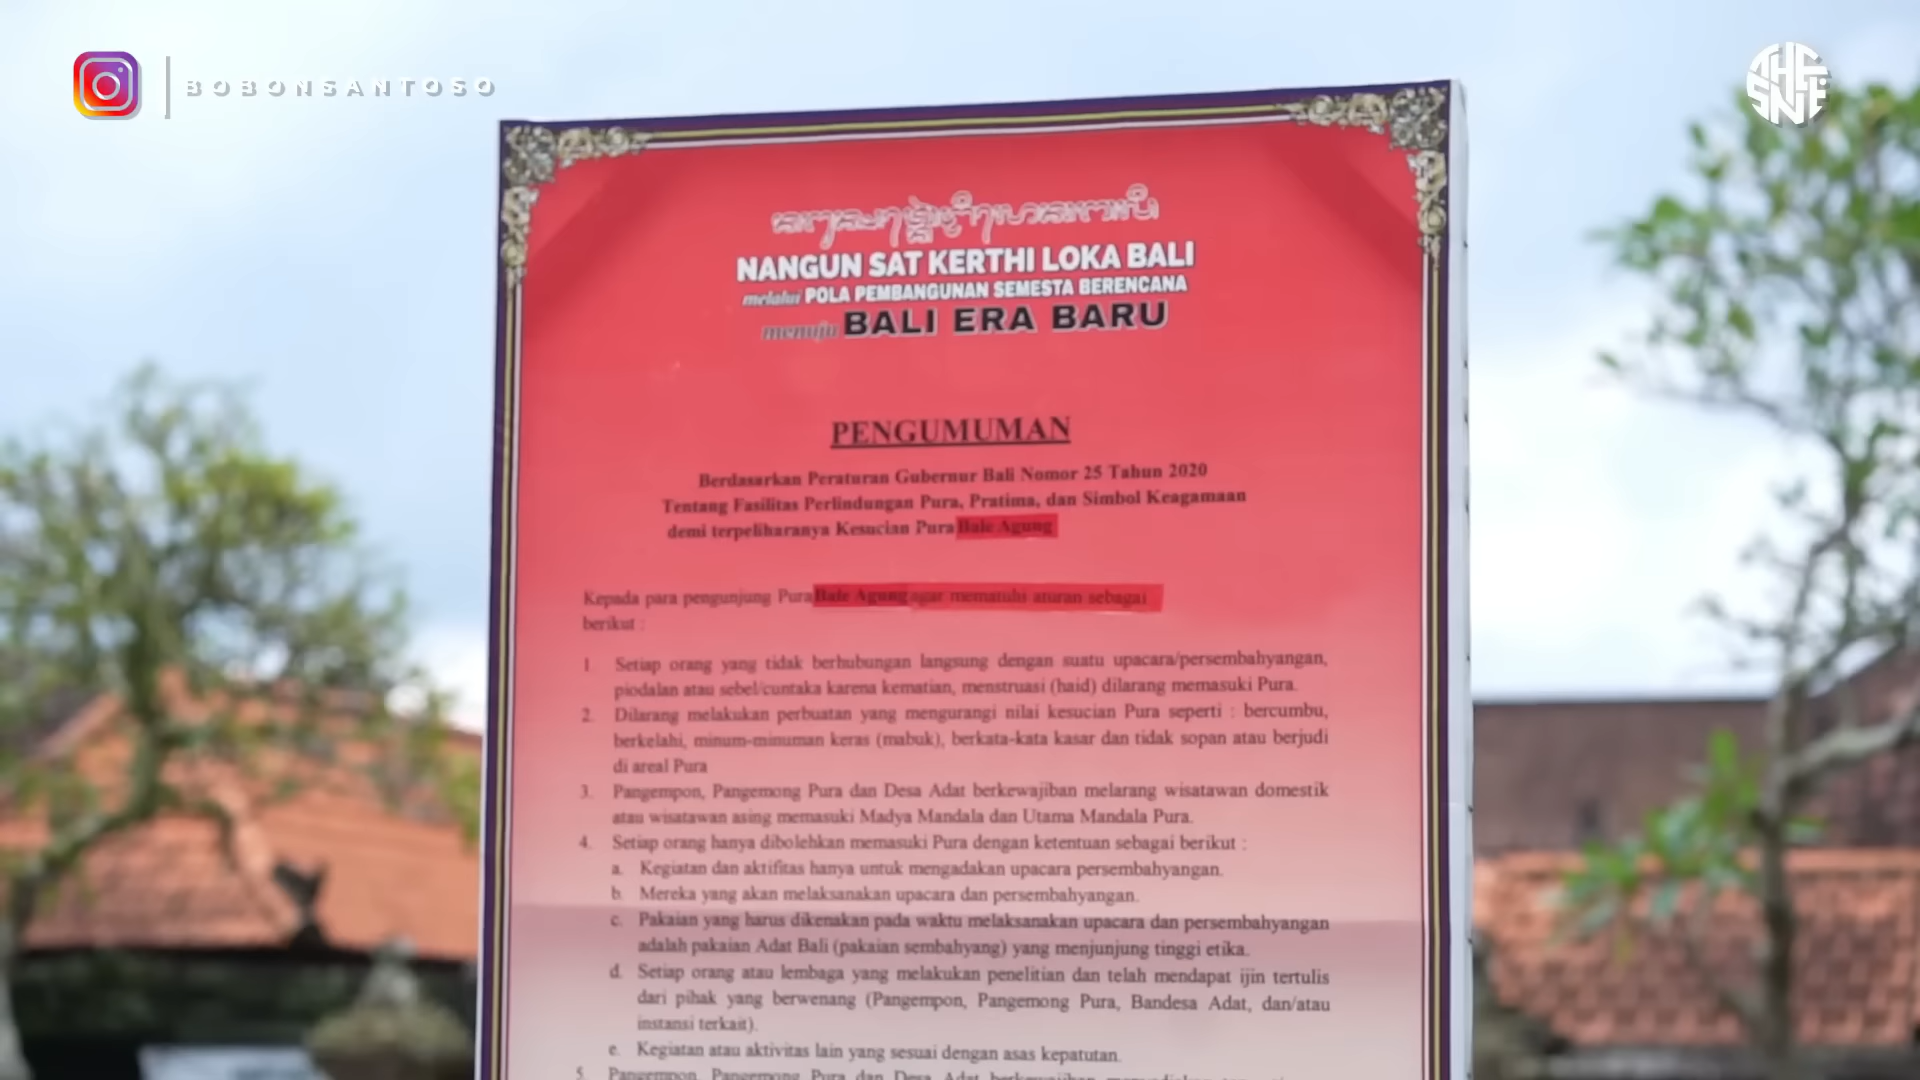 BOBONSANTOSO
THE SNE
NANGUN SAT KERTHI LOKA BALI
melalui POLA PEMBANGUNAN SEMESTA BERENCANA
menuju BALI ERA BARU
PENGUMUMAN
Berdasarkan Peraturan Gubernur Bali Nomor 25 Tahun 2020
Tentang Fasilitas Perlindungan Pura, Pratima, dan Simbol Keagamaan
demi terpeliharanya Kesucian Pura Bale Agung
Kepada para pengunjung Pura Bale Agung agar mematuhi aturan sebagai
berikut :
1. Setiap orang yang tidak berhubungan langsung dengan suatu upacara/persembahyangan,
piodalan atau sebel/cuntaka karena kematian, menstruasi (haid) dilarang memasuki Pura.
2. Dilarang melakukan perbuatan yang mengurangi nilai kesucian Pura seperti : bercumbu,
berkelahi, minum-minuman keras (mabuk), berkata-kata kasar dan tidak sopan atau berjudi
di areal Pura
3. Pangempon, Pangemong Pura dan Desa Adat berkewajiban melarang wisatawan domestik
atau wisatawan asing memasuki Madya Mandala dan Utama Mandala Pura.
4. Setiap orang hanya dibolehkan memasuki Pura dengan ketentuan sebagai berikut :
a. Kegiatan dan aktifitas hanya untuk mengadakan upacara persembahyangan.
b. Mereka yang akan melaksanakan upacara dan persembahyangan.
c. Pakaian yang harus dikenakan pada waktu melaksanakan upacara dan persembahyangan
adalah pakaian Adat Bali (pakaian sembahyang) yang menjunjung tinggi etika.
d. Setiap orang atau lembaga yang melakukan penelitian dan telah mendapat ijin tertulis
dari pihak yang berwenang (Pangempon, Pangemong Pura, Bandesa Adat, dan/atau
instansi terkait).
e. Kegiatan atau aktivitas lain yang sesuai dengan asas kepatutan.
5. Pangempon, Pangemong Pura dan Desa Adat berkewajiban